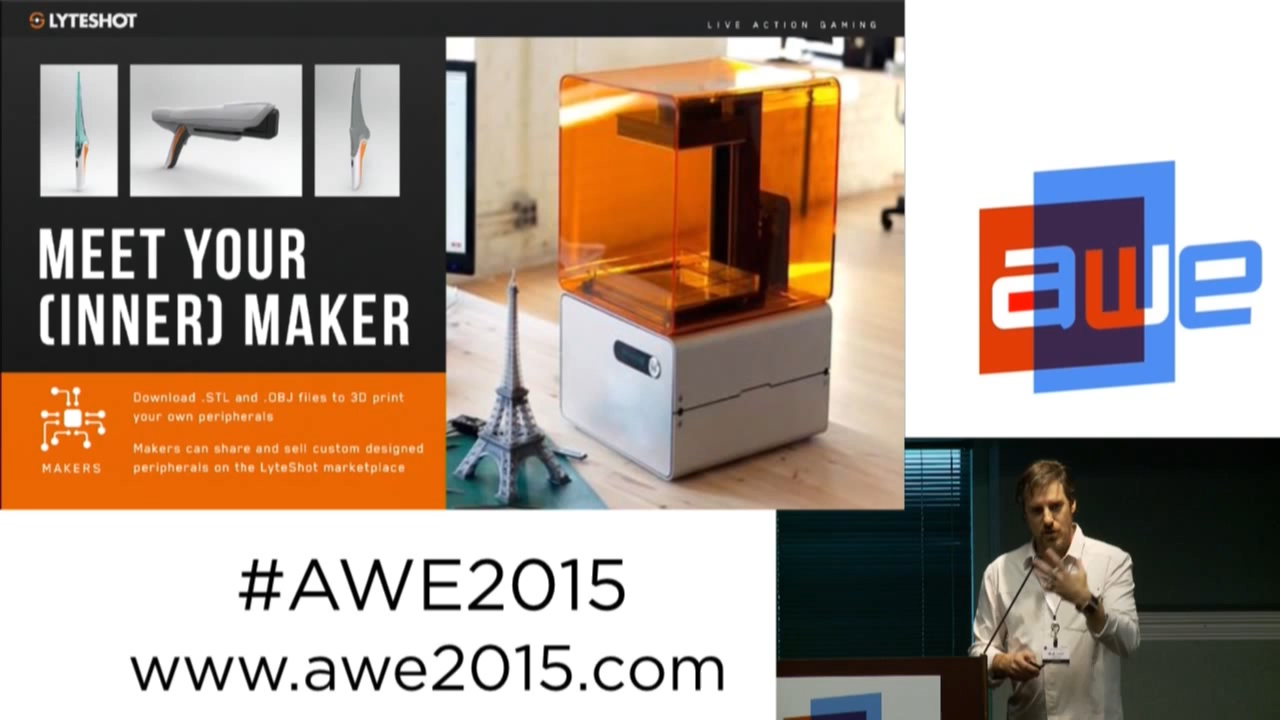 LYTESHOT
LIVE ACTION GAMING
MEET YOUR
(INNER) MAKER
Download .STL and .OBJ files to 3D print
your own peripherals
Makers can share and sell custom designed
peripherals on the LyteShot marketplace
MAKERS
awe
#AWE2015
www.awe2015.com